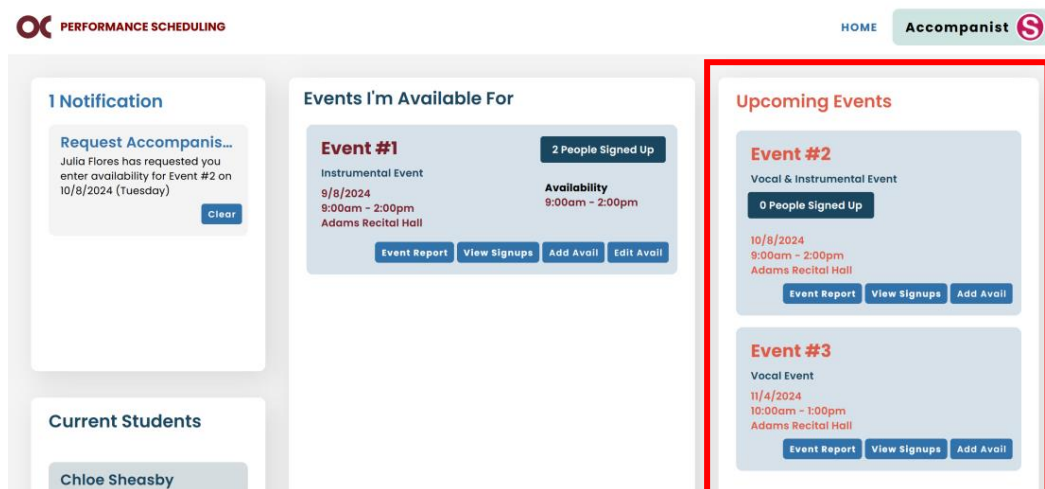 OC PERFORMANCE SCHEDULING
HOME
Accompanist S
1 Notification
Request Accompanis...
Julia Flores has requested you
enter availability for Event #2 on
10/8/2024 (Tuesday)
Clear
Current Students
Chloe Sheasby
Events I'm Available For
Event #1
2 People Signed Up
Instrumental Event
9/8/2024
9:00am - 2:00pm
Adams Recital Hall
Availability
9:00am - 2:00pm
Event Report View Signups Add Avail Edit Avail
Upcoming Events
Event #2
Vocal & Instrumental Event
0 People Signed Up
10/8/2024
9:00am - 2:00pm
Adams Recital Hall
Event Report View Signups Add Avail
Event #3
Vocal Event
11/4/2024
10:00am - 1:00pm
Adams Recital Hall
Event Report View Signups Add Avail